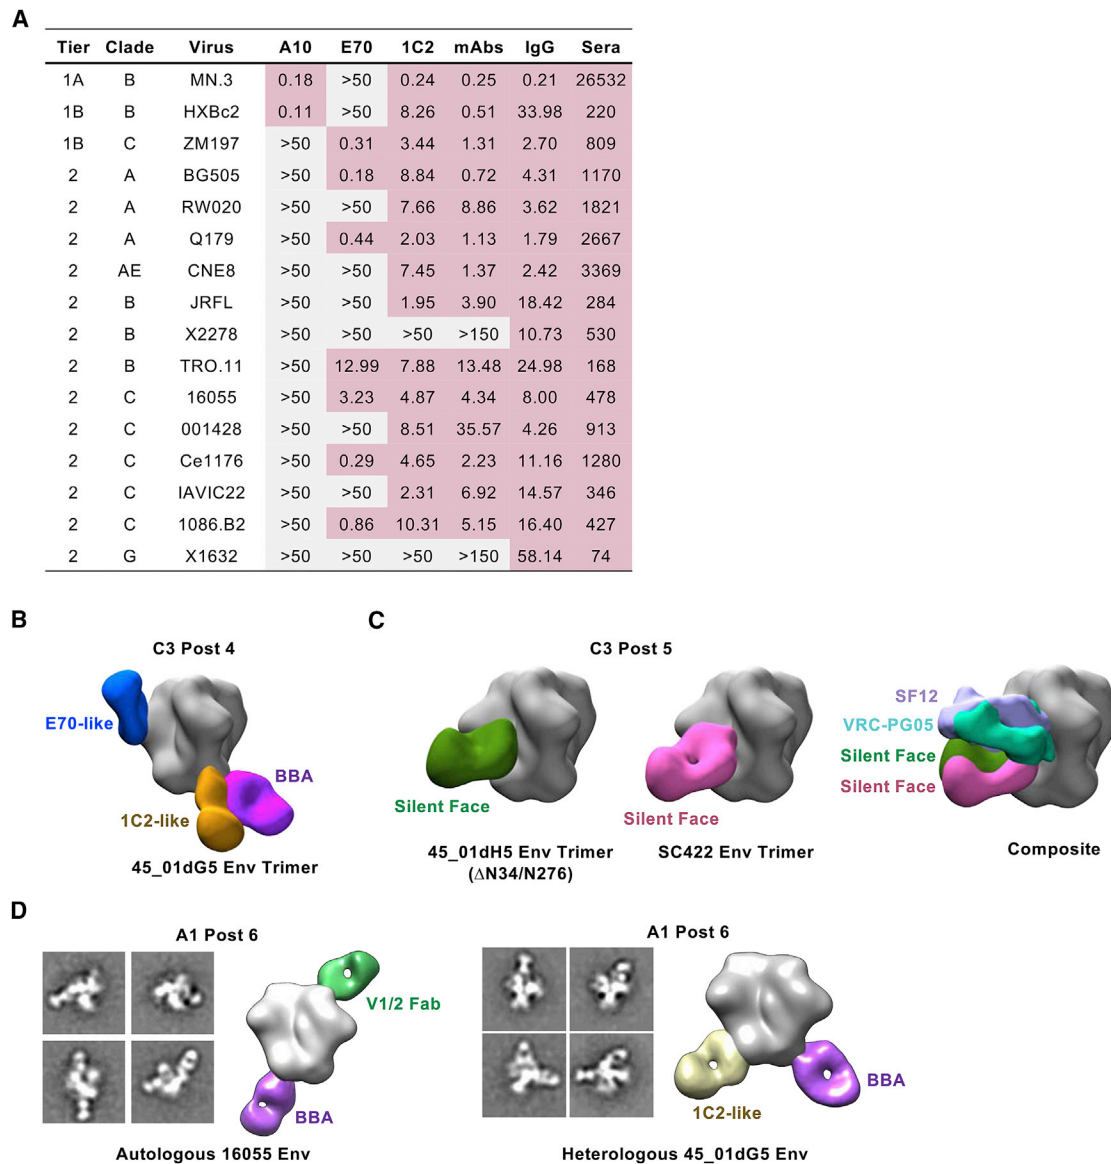 A
Tier Clade Virus A10 E70 1C2 mAbs IgG Sera
1A B MN.3 0.18 >50 0.24 0.25 0.21 26532
1B B HXBc2 0.11 >50 8.26 0.51 33.98 220
1B C ZM197 >50 0.31 3.44 1.31 2.70 809
2 A BG505 >50 0.18 8.84 0.72 4.31 1170
2 A RW020 >50 >50 7.66 8.86 3.62 1821
2 A Q179 >50 0.44 2.03 1.13 1.79 2667
2 AE CNE8 >50 >50 7.45 1.37 2.42 3369
2 B JRFL >50 >50 1.95 3.90 18.42 284
2 B X2278 >50 >50 >50 >150 10.73 530
2 B TRO.11 >50 12.99 7.88 13.48 24.98 168
2 C 16055 >50 3.23 4.87 4.34 8.00 478
2 C 001428 >50 >50 8.51 35.57 4.26 913
2 C Ce1176 >50 0.29 4.65 2.23 11.16 1280
2 C IAVIC22 >50 >50 2.31 6.92 14.57 346
2 C 1086.B2 >50 0.86 10.31 5.15 16.40 427
2 G X1632 >50 >50 >50 >150 58.14 74
B
C3 Post 4
E70-like
BBA
1C2-like
45_01dG5 Env Trimer
C
C3 Post 5
Silent Face
45_01dH5 Env Trimer
(ΔN34/N276)
Silent Face
SC422 Env Trimer
SF12
VRC-PG05
Silent Face
Silent Face
Composite
D
A1 Post 6
V1/2 Fab
BBA
Autologous 16055 Env
A1 Post 6
BBA
1C2-like
Heterologous 45_01dG5 Env